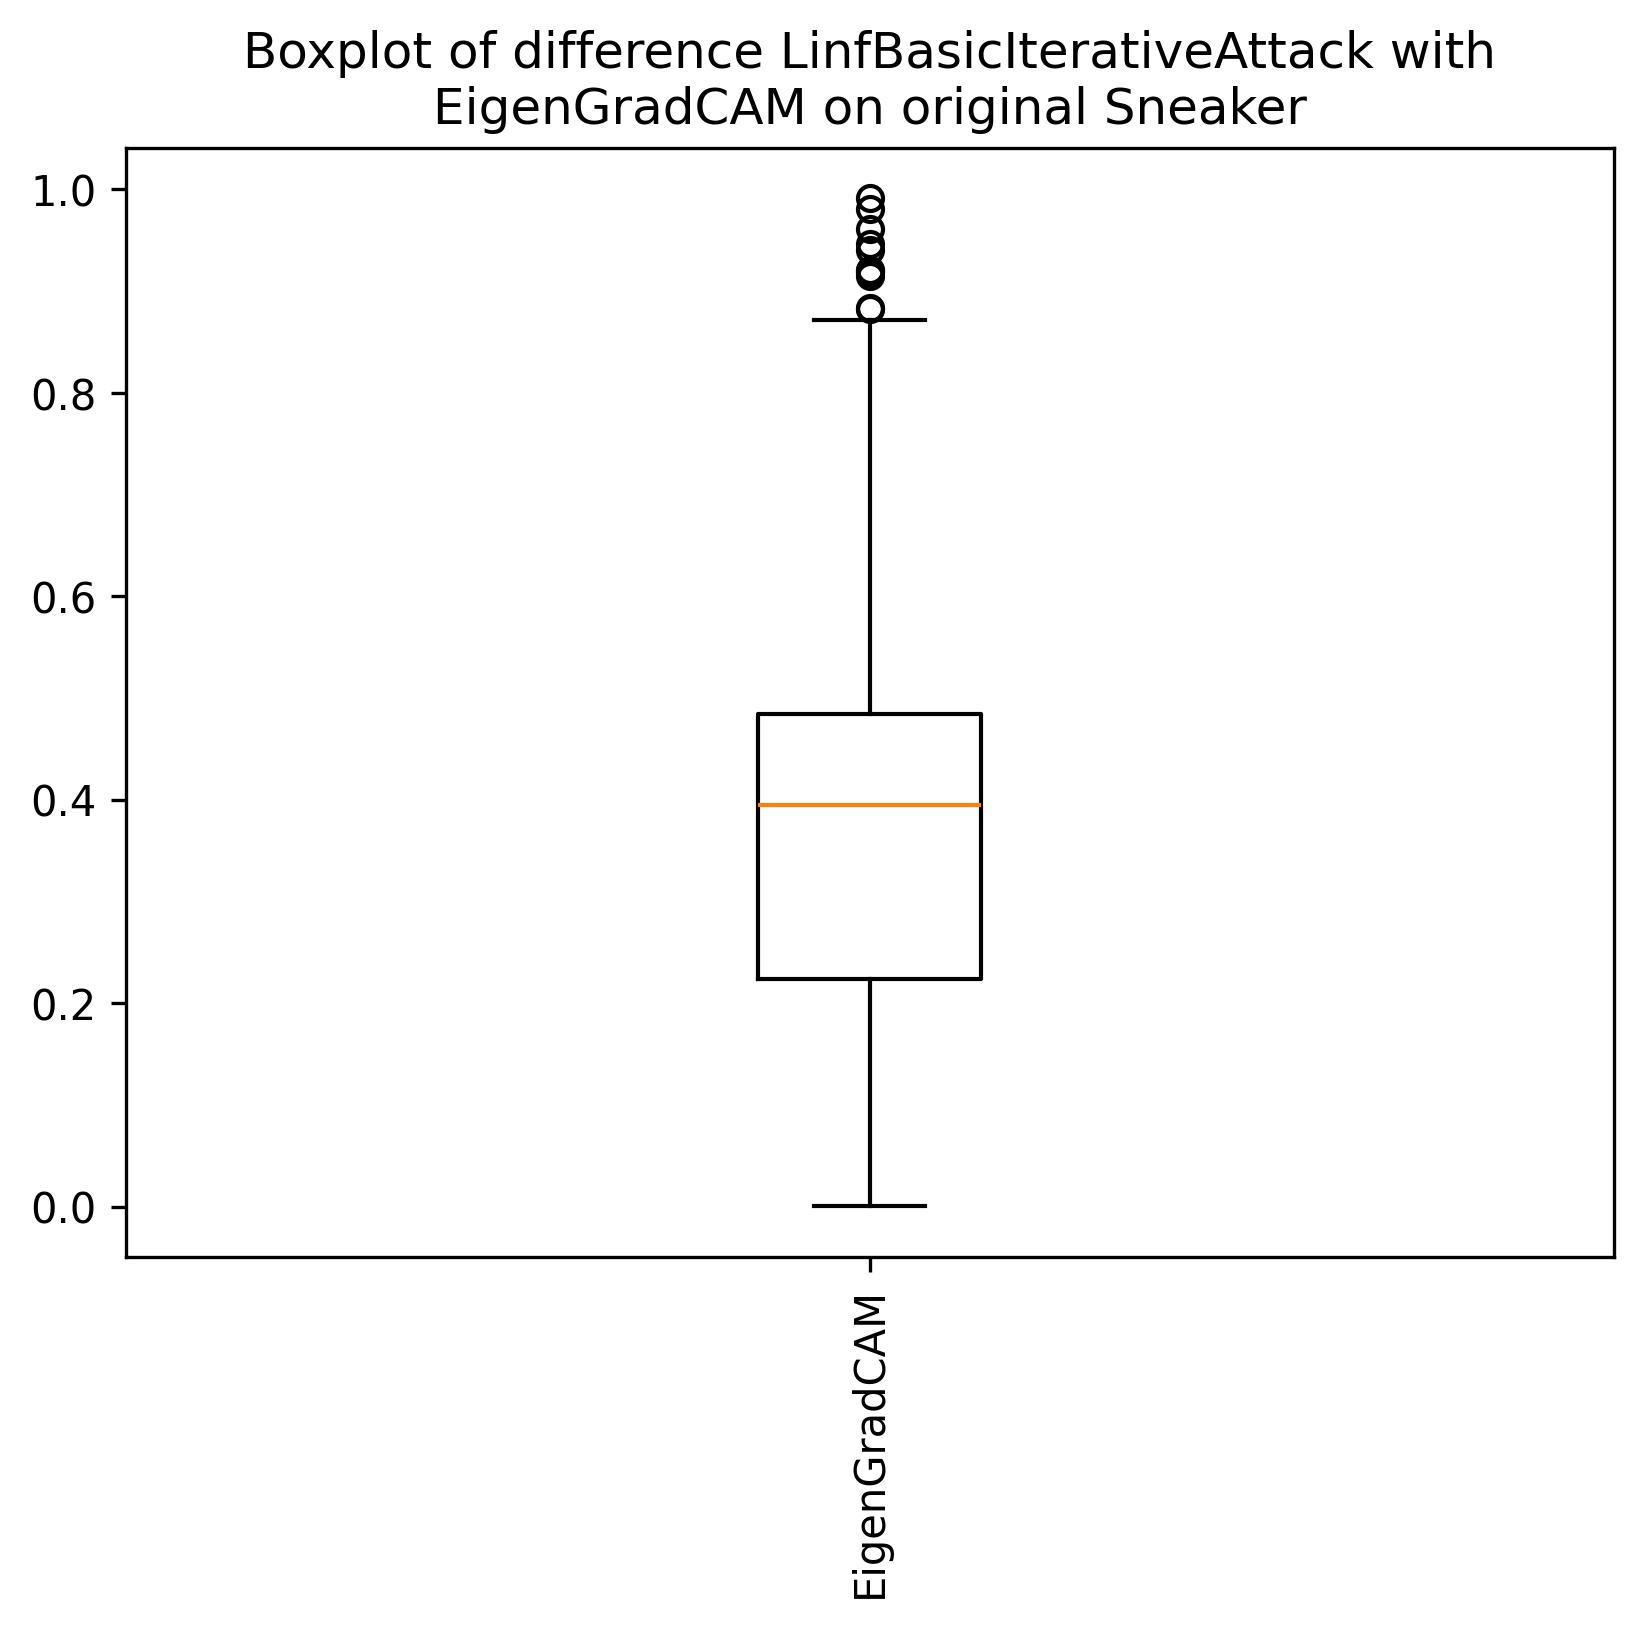 Boxplot of difference LinfBasicIterativeAttack with
EigenGradCAM on original Sneaker
1.0
0.8
0.6
0.4
0.2
0.0
EigenGradCAM